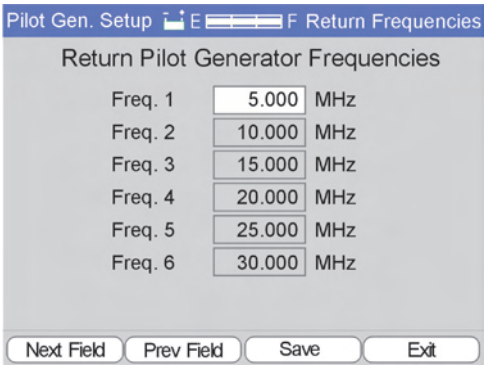 Pilot Gen. Setup E F Return Frequencies
Return Pilot Generator Frequencies
Freq. 1 5.000 MHz
Freq. 2 10.000 MHz
Freq. 3 15.000 MHz
Freq. 4 20.000 MHz
Freq. 5 25.000 MHz
Freq. 6 30.000 MHz
Next Field Prev Field Save Exit